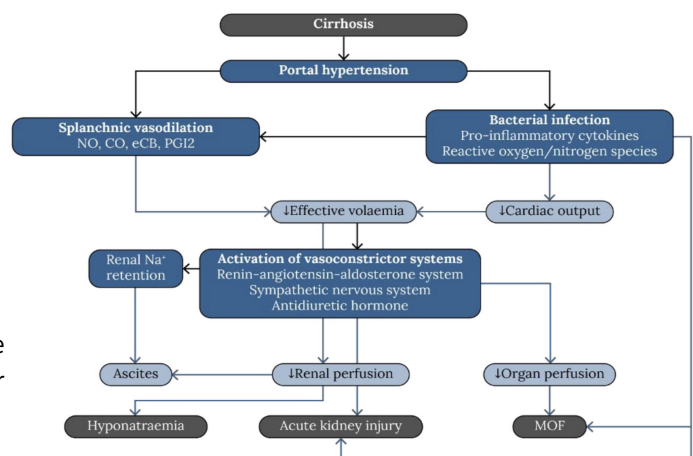 Cirrhosis
Portal hypertension
Splanchnic vasodilation
NO, CO, eCB, PGI2
Bacterial infection
Pro-inflammatory cytokines
Reactive oxygen/nitrogen species
↓Effective volaemia
↓Cardiac output
Renal Na⁺
retention
Activation of vasoconstrictor systems
Renin-angiotensin-aldosterone system
Sympathetic nervous system
Antidiuretic hormone
e
r
Ascites
↓Renal perfusion
↓Organ perfusion
Hyponatraemia
Acute kidney injury
MOF